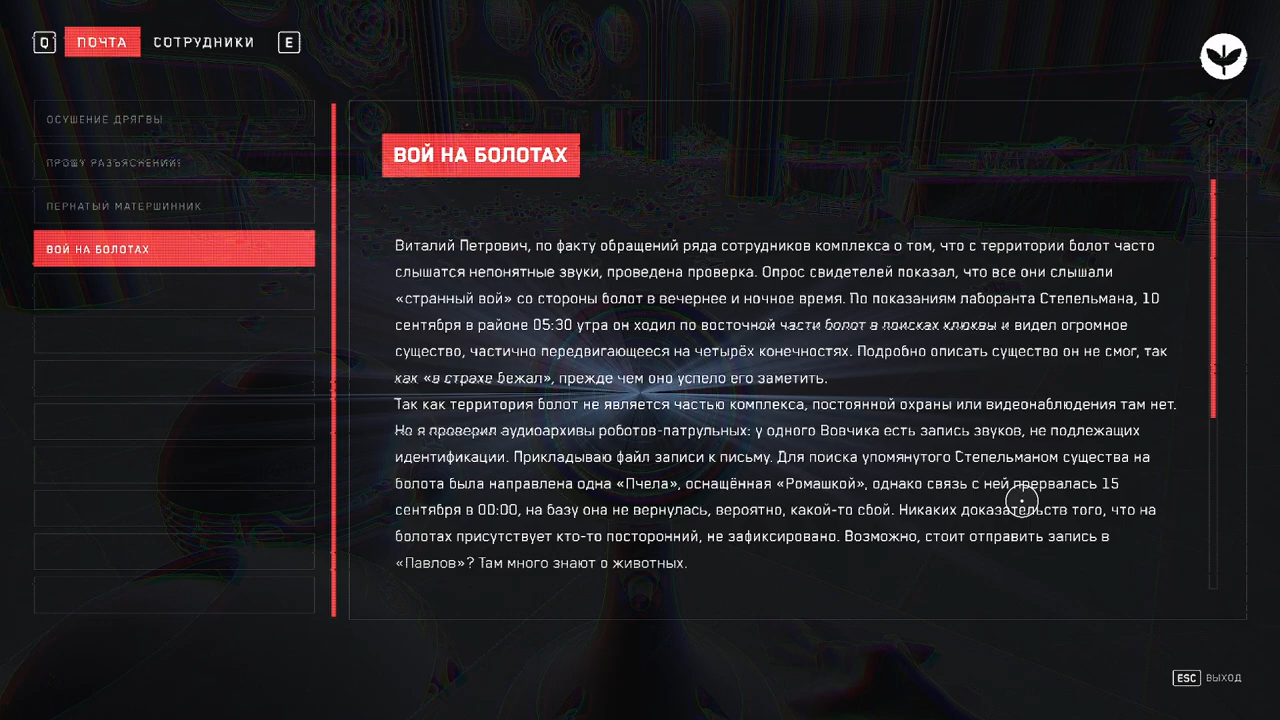 Q ПОЧТА СОТРУДНИКИ E
ОСУШЕНИЕ ДРЯГВЫ
ПРОШУ РАЗЪЯСНЕНИЙ!
ПЕРНАТЫЙ МАТЕРШИННИК
ВОЙ НА БОЛОТАХ
ВОЙ НА БОЛОТАХ
Виталий Петрович, по факту обращений ряда сотрудников комплекса о том, что с территории болот часто
слышатся непонятные звуки, проведена проверка. Опрос свидетелей показал, что все они слышали
«странный вой» со стороны болот в вечернее и ночное время. По показаниям лаборанта Степельмана, 10
сентября в районе 05:30 утра он ходил по восточной части болот в поисках клюквы и видел огромное
существо, частично передвигающееся на четырёх конечностях. Подробно описать существо он не смог, так
как «в страхе бежал», прежде чем оно успело его заметить.
Так как территория болот не является частью комплекса, постоянной охраны или видеонаблюдения там нет.
Но я проверил аудиоархивы роботов-патрульных: у одного Вовчика есть запись звуков, не подлежащих
идентификации. Прикладываю файл записи к письму. Для поиска упомянутого Степельманом существа на
болота была направлена одна «Пчела», оснащённая «Ромашкой», однако связь с ней прервалась 15
сентября в 00:00, на базу она не вернулась, вероятно, какой-то сбой. Никаких доказательств того, что на
болотах присутствует кто-то посторонний, не зафиксировано. Возможно, стоит отправить запись в
«Павлов»? Там много знают о животных.
ESC ВЫХОД